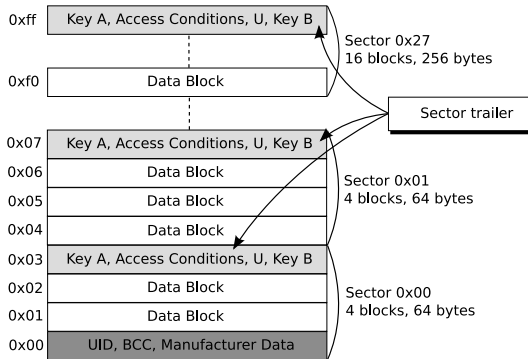 0xff Key A, Access Conditions, U, Key B
Sector 0x27
16 blocks, 256 bytes
0xf0 Data Block
Sector trailer
0x07 Key A, Access Conditions, U, Key B
0x06 Data Block
0x05 Data Block
Sector 0x01
4 blocks, 64 bytes
0x04 Data Block
0x03 Key A, Access Conditions, U, Key B
0x02 Data Block
Sector 0x00
4 blocks, 64 bytes
0x01 Data Block
0x00 UID, BCC, Manufacturer Data